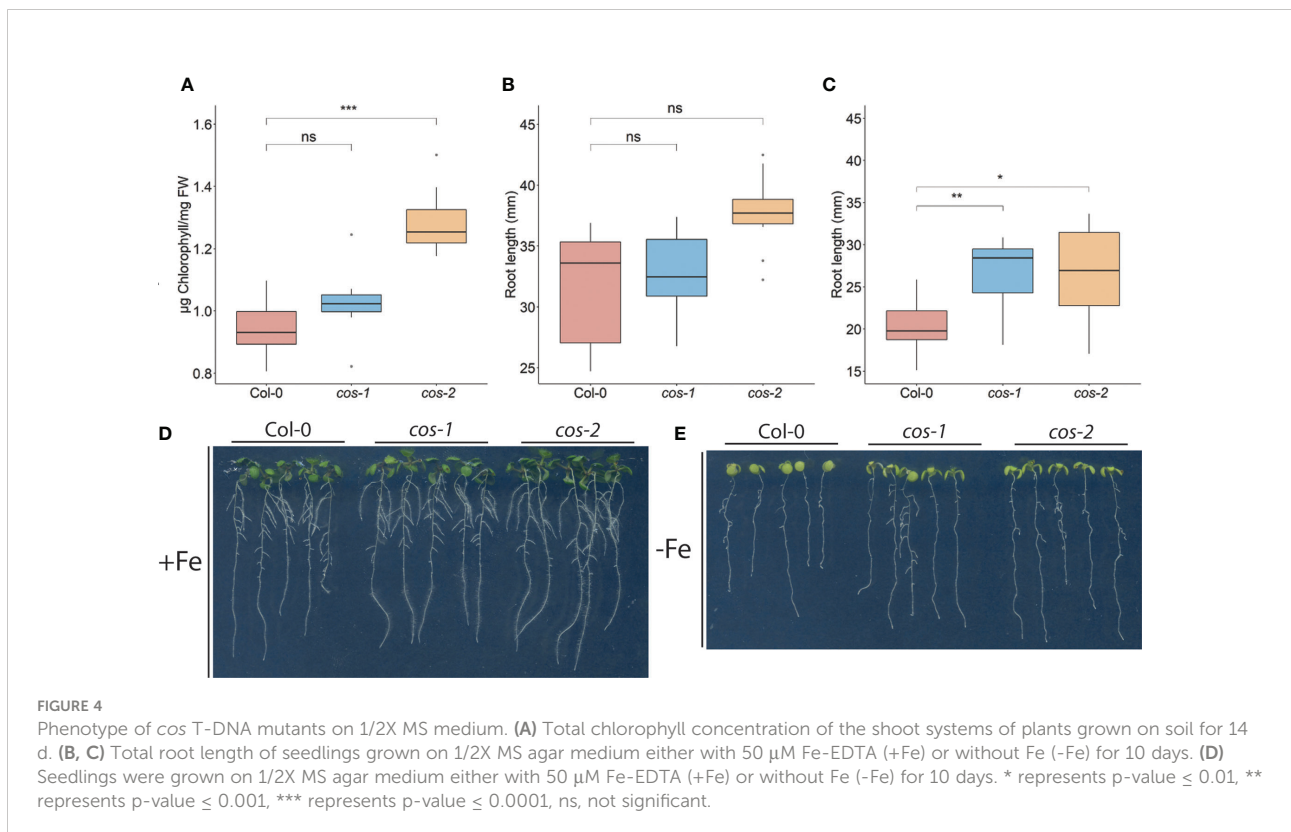 A
B
C
***
ns
1.6
1.4
1.2
1.0
0.8
µg Chlorophyll/mg FW
Col-0 cos-1 cos-2
ns
ns
45
40
35
30
25
Root length (mm)
Col-0 cos-1 cos-2
*
**
45
40
35
30
25
20
15
Root length (mm)
Col-0 cos-1 cos-2
D
Col-0 cos-1 cos-2
+Fe
E
Col-0 cos-1 cos-2
-Fe
FIGURE 4
Phenotype of cos T-DNA mutants on 1/2X MS medium. (A) Total chlorophyll concentration of the shoot systems of plants grown on soil for 14
d. (B, C) Total root length of seedlings grown on 1/2X MS agar medium either with 50 μM Fe-EDTA (+Fe) or without Fe (-Fe) for 10 days. (D)
Seedlings were grown on 1/2X MS agar medium either with 50 μM Fe-EDTA (+Fe) or without Fe (-Fe) for 10 days. * represents p-value ≤ 0.01, **
represents p-value ≤ 0.001, *** represents p-value ≤ 0.0001, ns, not significant.